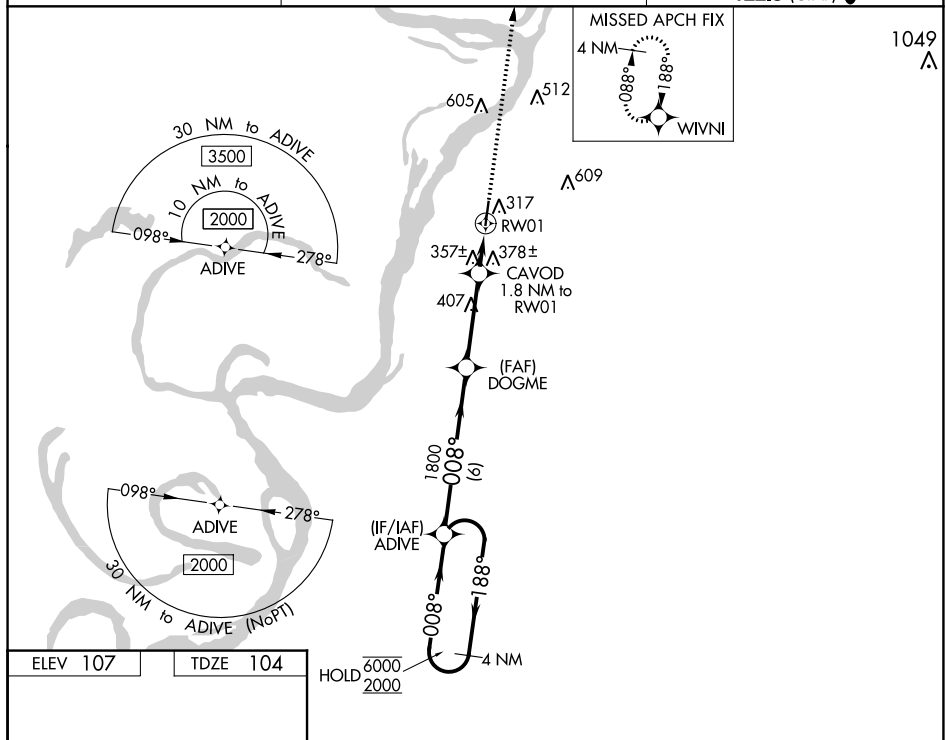 MISSED APCH FIX
4 NM
088°
188°
WIVNI
1049
605
512
609
317
RW01
357±
378±
CAVOD
1.8 NM to
RW01
407
(FAF)
DOGME
30 NM to ADIVE
3500
10 NM to ADIVE
2000
098°
278°
ADIVE
1800
008°
(6)
098°
278°
ADIVE
2000
30 NM to ADIVE (NoPT)
(IF/IAF)
ADIVE
008°
188°
HOLD 6000
2000
4 NM
ELEV 107
TDZE 104